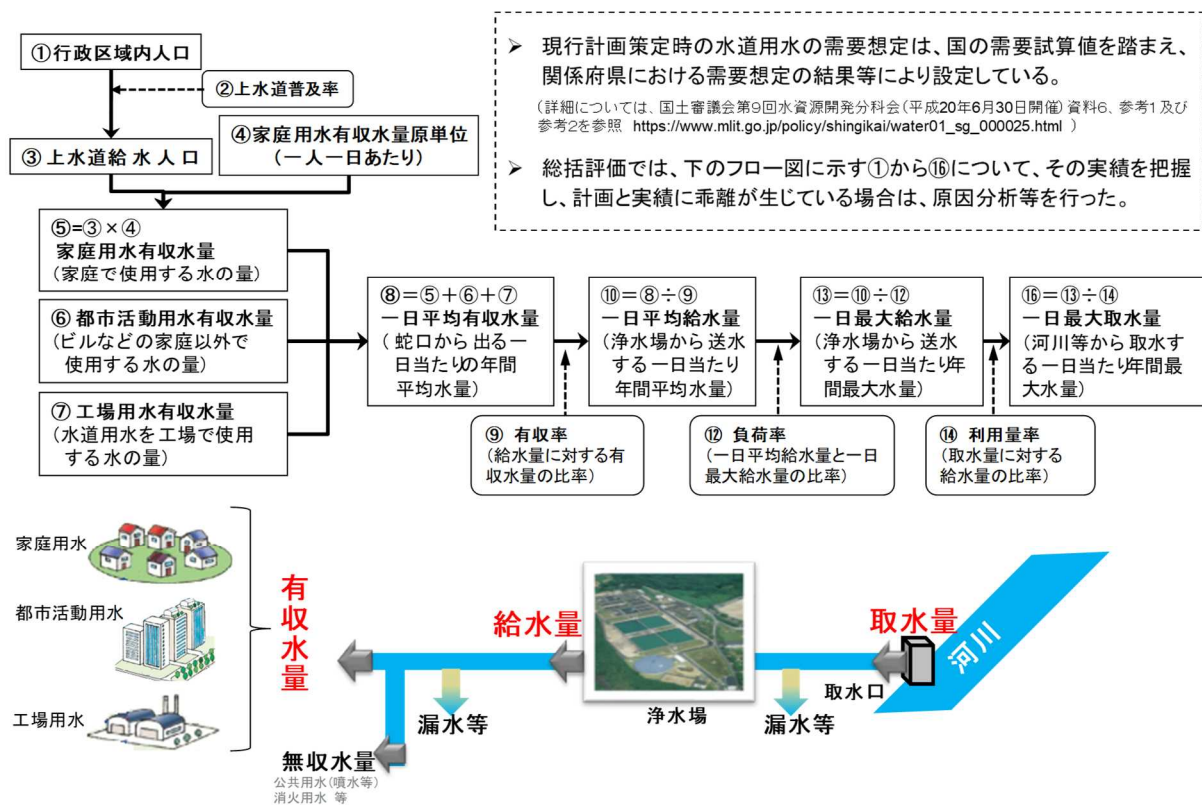 ①行政区域内人口
②上水道普及率
③上水道給水人口
④家庭用水有収水量原単位
（一人一日あたり）
➢ 現行計画策定時の水道用水の需要想定は、国の需要試算値を踏まえ、
関係府県における需要想定の結果等により設定している。
（詳細については、国土審議会第9回水資源開発分科会（平成20年6月30日開催）資料6、参考1及び
参考2を参照 https://www.mlit.go.jp/policy/shingikai/water01_sg_000025.html ）
➢ 総括評価では、下のフロー図に示す①から⑯について、その実績を把握
し、計画と実績に乖離が生じている場合は、原因分析等を行った。
⑤=③×④
家庭用水有収水量
（家庭で使用する水の量）
⑥ 都市活動用水有収水量
（ビルなどの家庭以外で
使用する水の量）
⑦ 工場用水有収水量
（水道用水を工場で使用
する水の量）
⑧＝⑤＋⑥＋⑦
一日平均有収水量
（蛇口から出る一
日当たりの年間
平均水量）
⑩＝⑧÷⑨
一日平均給水量
（浄水場から送水
する一日当たり
年間平均水量）
⑬＝⑩÷⑫
一日最大給水量
（浄水場から送水
する一日当たり年
間最大水量）
⑯＝⑬÷⑭
一日最大取水量
（河川等から取水す
る一日当たり年間最
大水量）
⑨ 有収率
（給水量に対する有
収水量の比率）
⑫ 負荷率
（一日平均給水量と一日
最大給水量の比率）
⑭ 利用量率
（取水量に対する
給水量の比率）
家庭用水
都市活動用水
工場用水
有収水量
給水量
取水量
河川
取水口
浄水場
漏水等
漏水等
無収水量
公共用水（噴水等）
消火用水 等